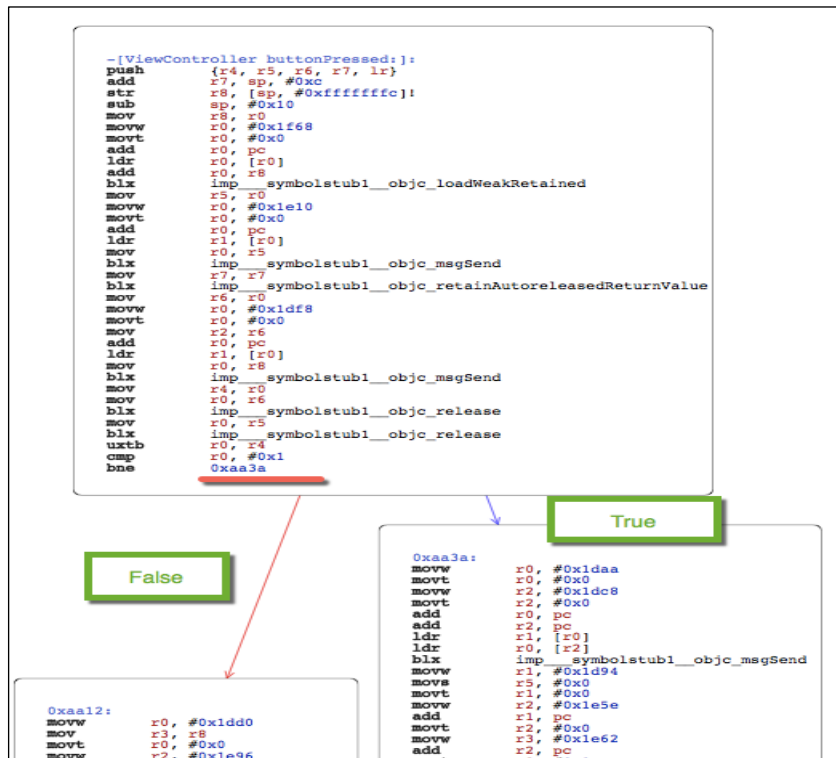 -[ViewController buttonPressed:]:
push {r4, r5, r6, r7, lr}
add r7, sp, #0xc
str r8, [sp, #0xfffffffc]!
sub sp, #0x10
mov r8, r0
movw r0, #0x1f68
movt r0, #0x0
add r0, pc
ldr r0, [r0]
add r0, r8
blx imp___symbolstub1__objc_loadWeakRetained
mov r5, r0
movw r0, #0x1e10
movt r0, #0x0
add r0, pc
ldr r1, [r0]
mov r0, r5
blx imp___symbolstub1__objc_msgSend
mov r7, r7
blx imp___symbolstub1__objc_retainAutoreleasedReturnValue
mov r6, r0
movw r0, #0x1df8
movt r0, #0x0
mov r2, r6
add r0, pc
ldr r1, [r0]
mov r0, r8
blx imp___symbolstub1__objc_msgSend
mov r4, r0
mov r0, r6
blx imp___symbolstub1__objc_release
mov r0, r5
blx imp___symbolstub1__objc_release
uxtb r0, r4
cmp r0, #0x1
bne 0xaa3a
True
False
0xaa3a:
movw r0, #0x1daa
movt r0, #0x0
movw r2, #0x1dc8
movt r2, #0x0
add r0, pc
add r2, pc
ldr r1, [r0]
ldr r0, [r2]
blx imp___symbolstub1__objc_msgSend
movw r1, #0x1d94
movs r5, #0x0
movt r1, #0x0
movw r2, #0x1e5e
add r1, pc
movt r2, #0x0
movw r3, #0x1e62
add r2, pc
0xaa12:
movw r0, #0x1dd0
mov r3, r8
movt r0, #0x0
movw r2, #0x1e96